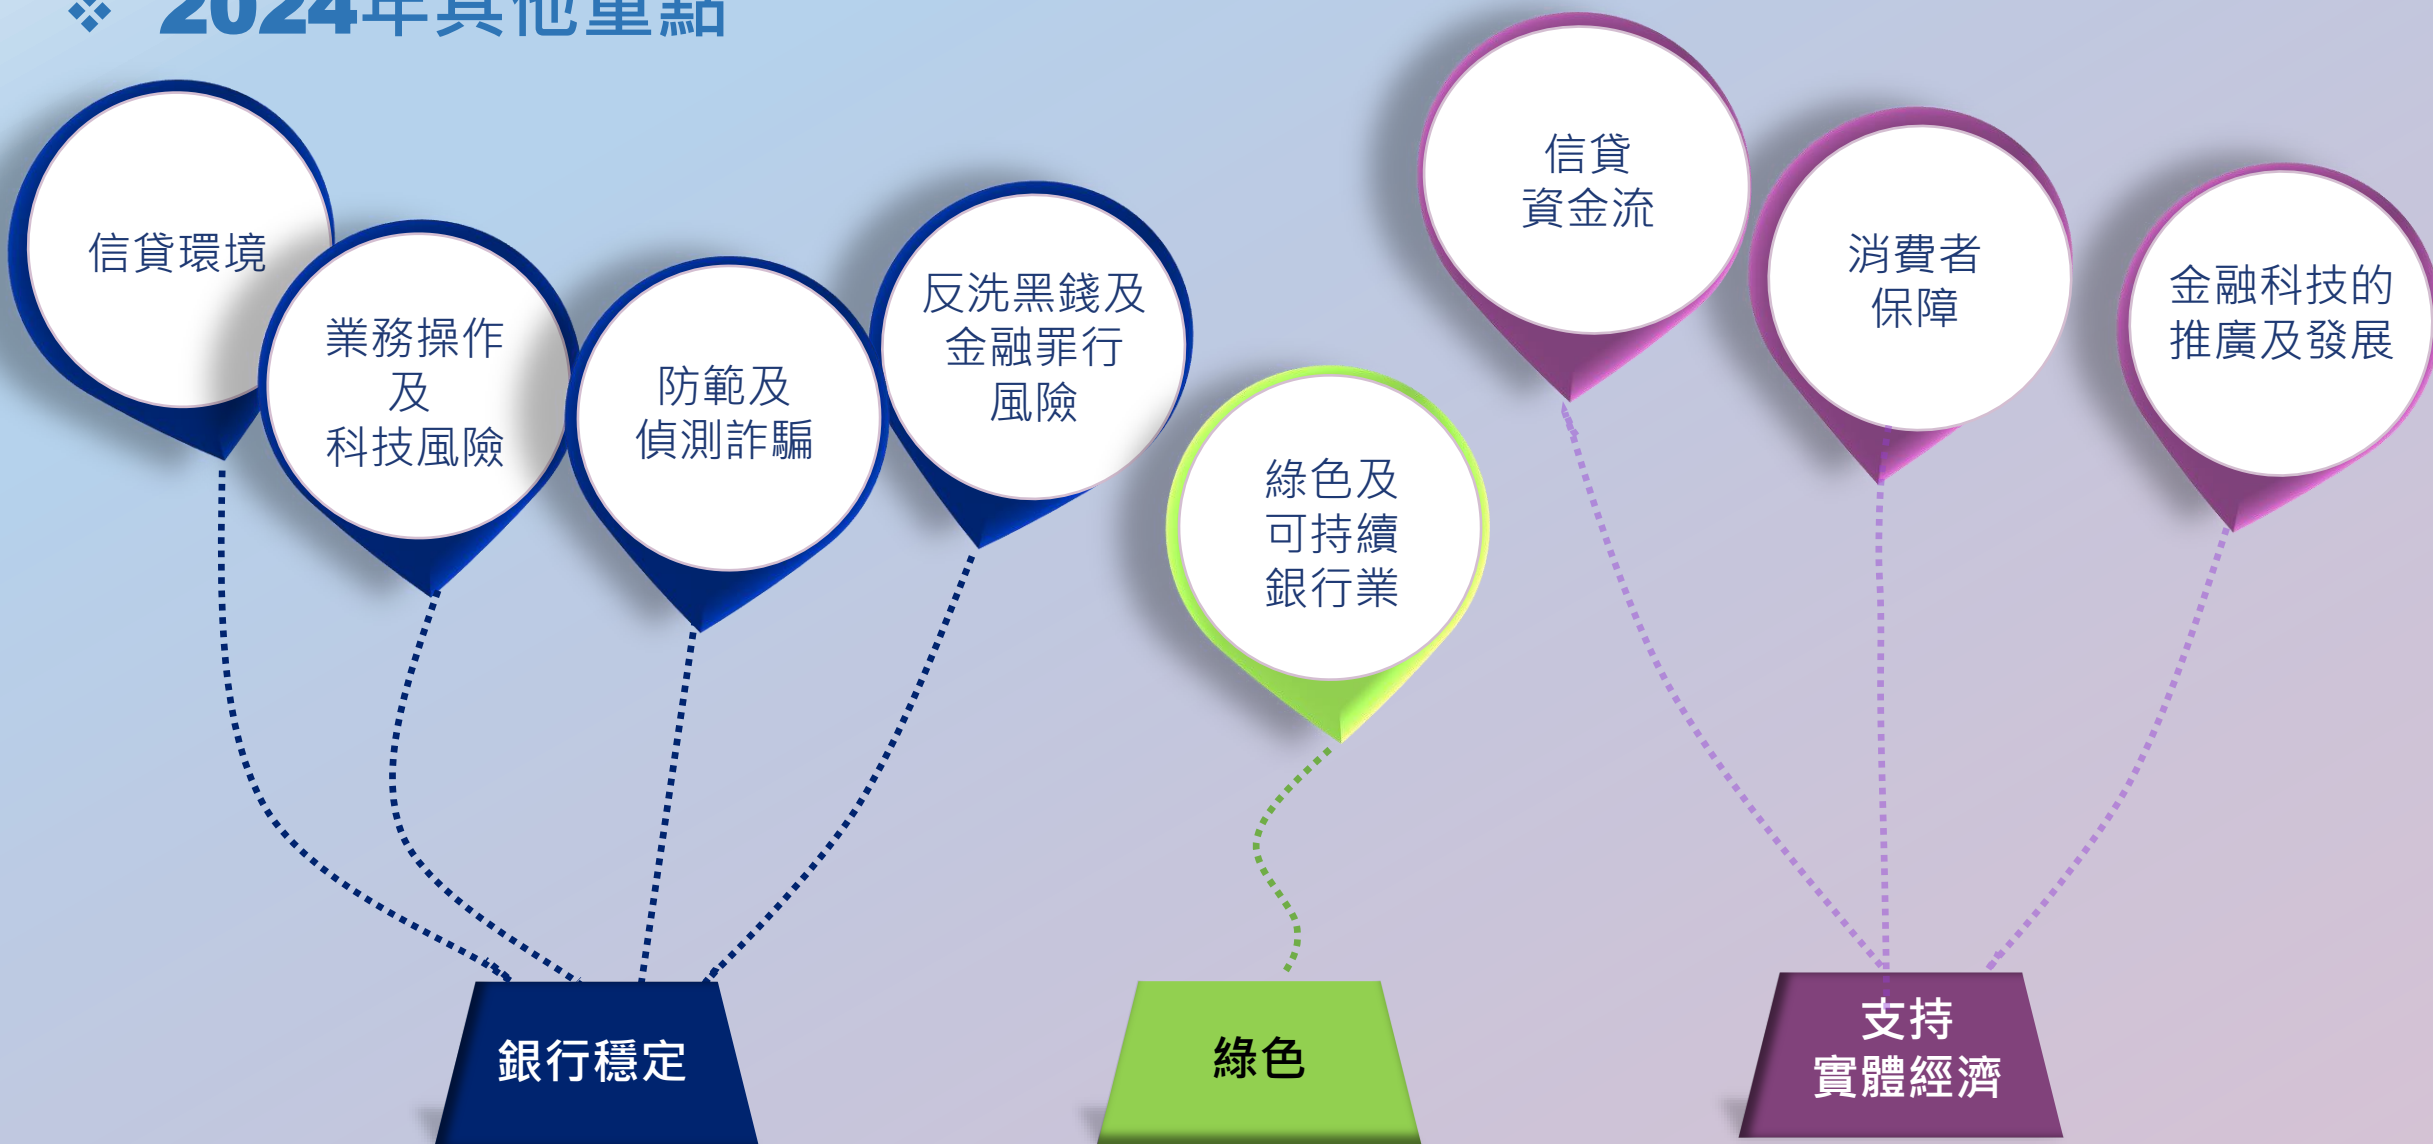 ❖ 2024年其他重點
信貸環境
業務操作
及
科技風險
防範及
偵測詐騙
反洗黑錢及
金融罪行
風險
綠色及
可持續
銀行業
信貸
資金流
消費者
保障
金融科技的
推廣及發展
銀行穩定
綠色
支持
實體經濟